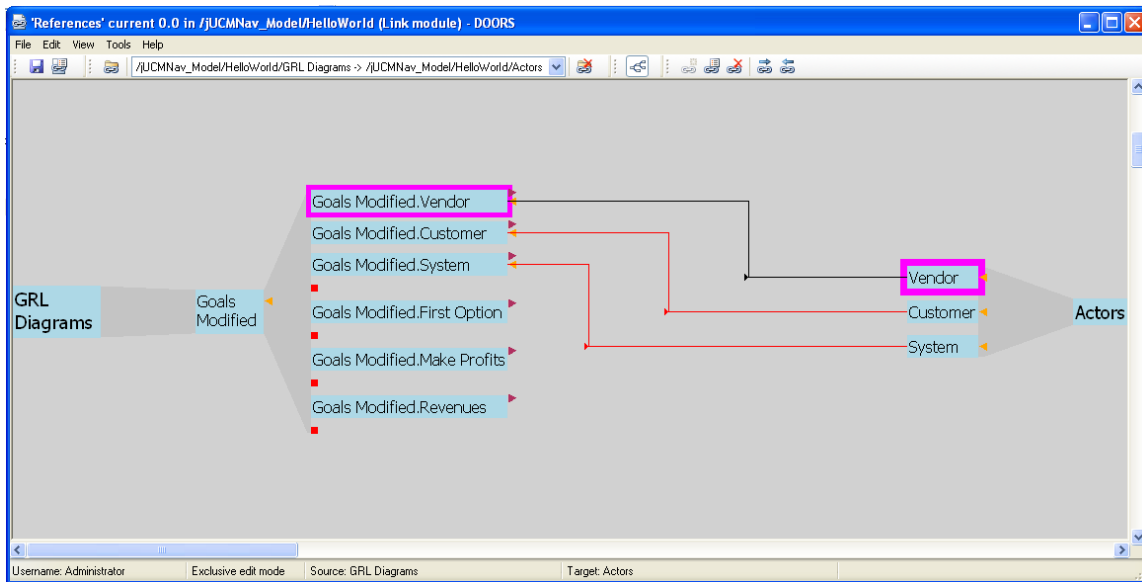 'References' current 0.0 in /jUCMNav_Model/HelloWorld (Link module) - DOORS
File Edit View Tools Help
/jUCMNav_Model/HelloWorld/GRL Diagrams -> /jUCMNav_Model/HelloWorld/Actors
Goals Modified.Vendor
Goals Modified.Customer
Goals Modified.System
Goals Modified.First Option
Goals Modified.Make Profits
Goals Modified.Revenues
GRL
Diagrams
Goals
Modified
Vendor
Customer
System
Actors
Username: Administrator Exclusive edit mode Source: GRL Diagrams Target: Actors